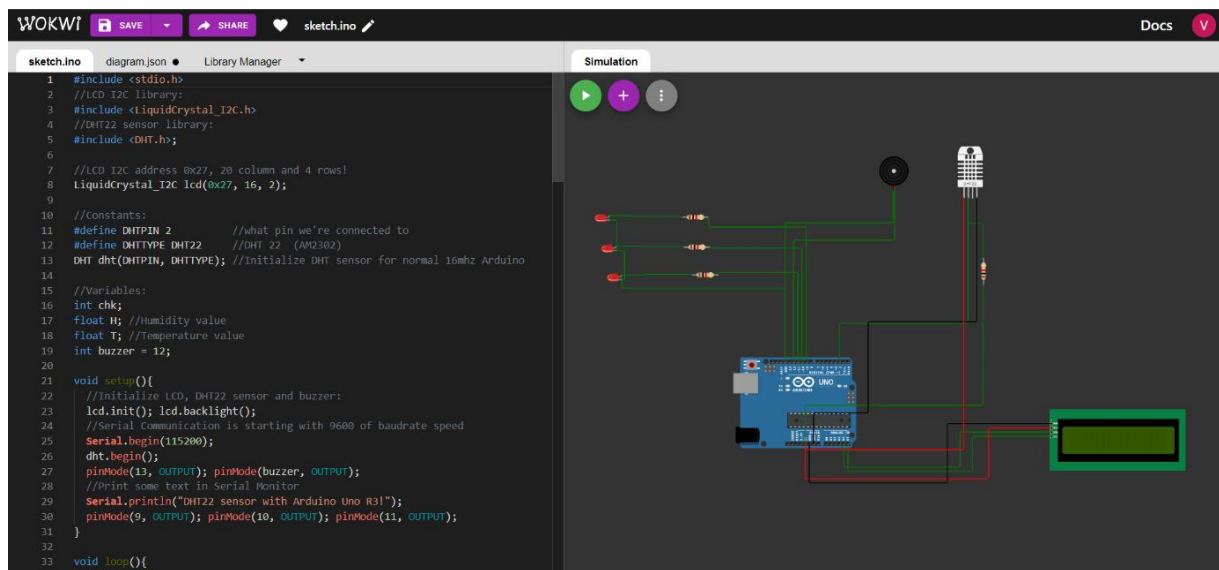 WOKWi SAVE SHARE sketch.ino Docs V
sketch.ino diagram.json Library Manager Simulation
1 #include <stdio.h>
2 //LCD I2C library:
3 #include <LiquidCrystal_I2C.h>
4 //DHT22 sensor library:
5 #include <DHT.h>;
6
7 //LCD I2C address 0x27, 20 column and 4 rows!
8 LiquidCrystal_I2C lcd(0x27, 16, 2);
9
10 //Constants:
11 #define DHTPIN 2 //what pin we're connected to
12 #define DHTTYPE DHT22 //DHT 22 (AM2302)
13 DHT dht(DHTPIN, DHTTYPE); //Initialize DHT sensor for normal 16mhz Arduino
14
15 //Variables:
16 int chk;
17 float H; //Humidity value
18 float T; //Temperature value
19 int buzzer = 12;
20
21 void setup(){
22 //Initialize LCD, DHT22 sensor and buzzer:
23 lcd.init(); lcd.backlight();
24 //Serial Communication is starting with 9600 of baudrate speed
25 Serial.begin(115200);
26 dht.begin();
27 pinMode(13, OUTPUT); pinMode(buzzer, OUTPUT);
28 //Print some text in Serial Monitor
29 Serial.println("DHT22 sensor with Arduino Uno R3!");
30 pinMode(9, OUTPUT); pinMode(10, OUTPUT); pinMode(11, OUTPUT);
31 }
32
33 void loop(){
DHT22
UNO